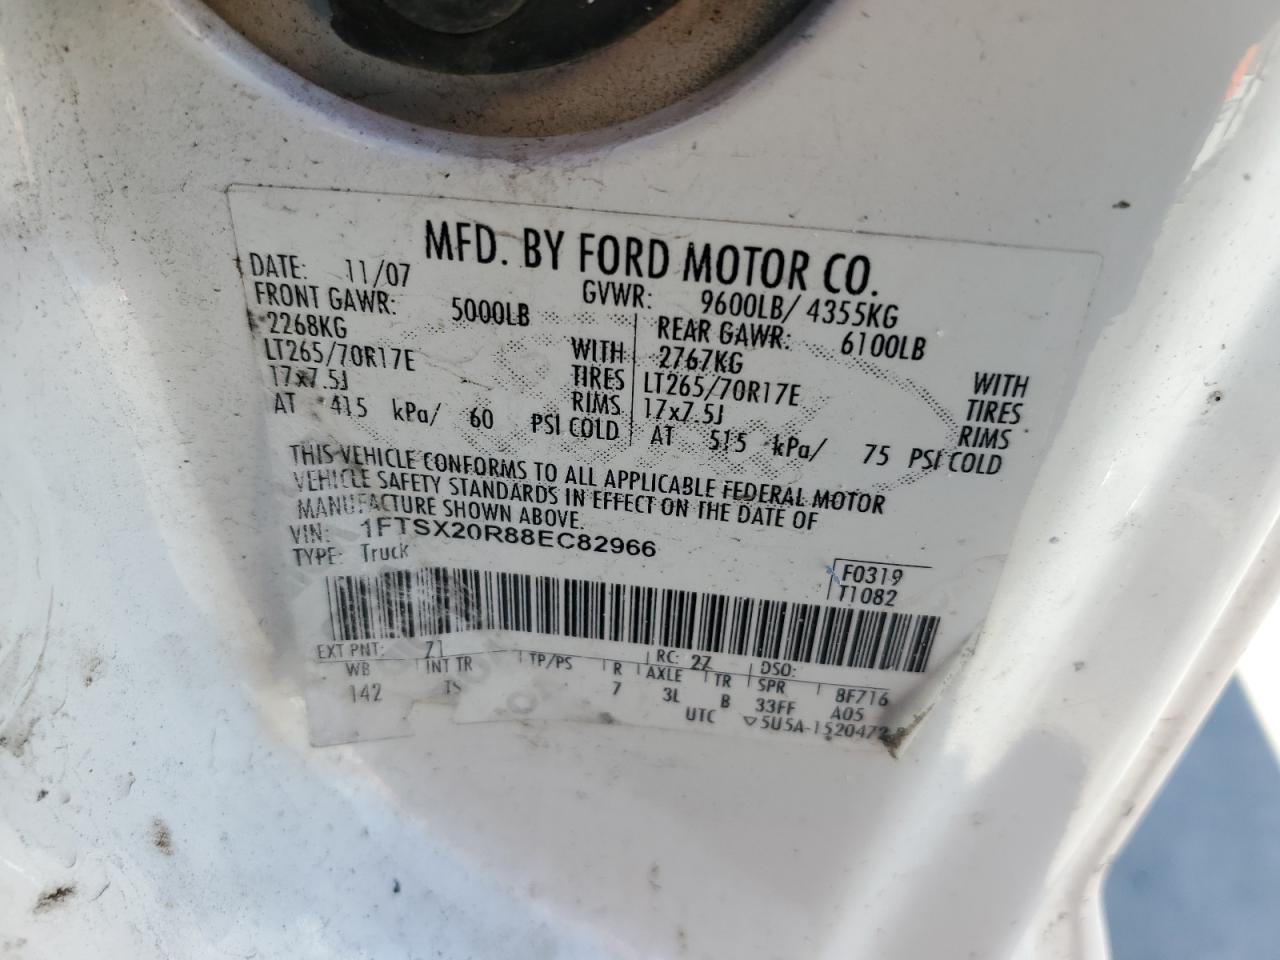 MFD. BY FORD MOTOR CO.
DATE: 11/07 GVWR: 9600LB/ 4355KG
FRONT GAWR: 5000LB REAR GAWR: 6100LB
2268KG WITH 2767KG WITH
LT265/70R17E TIRES LT265/70R17E TIRES
17x7.5J RIMS 17x7.5J RIMS
AT 415 kPa/ 60 PSI COLD AT 515 kPa/ 75 PSI COLD
THIS VEHICLE CONFORMS TO ALL APPLICABLE FEDERAL MOTOR
VEHICLE SAFETY STANDARDS IN EFFECT ON THE DATE OF
MANUFACTURE SHOWN ABOVE.
VIN: 1FTSX20R88EC82966
TYPE: Truck
F0319
T1082
EXT PNT: Z1 RC: 27 DSO:
WB INT TR TP/PS R AXLE TR SPR 8F716
142 TS 7 3L B 33FF A05
UTC ▽5U5A-1520472-